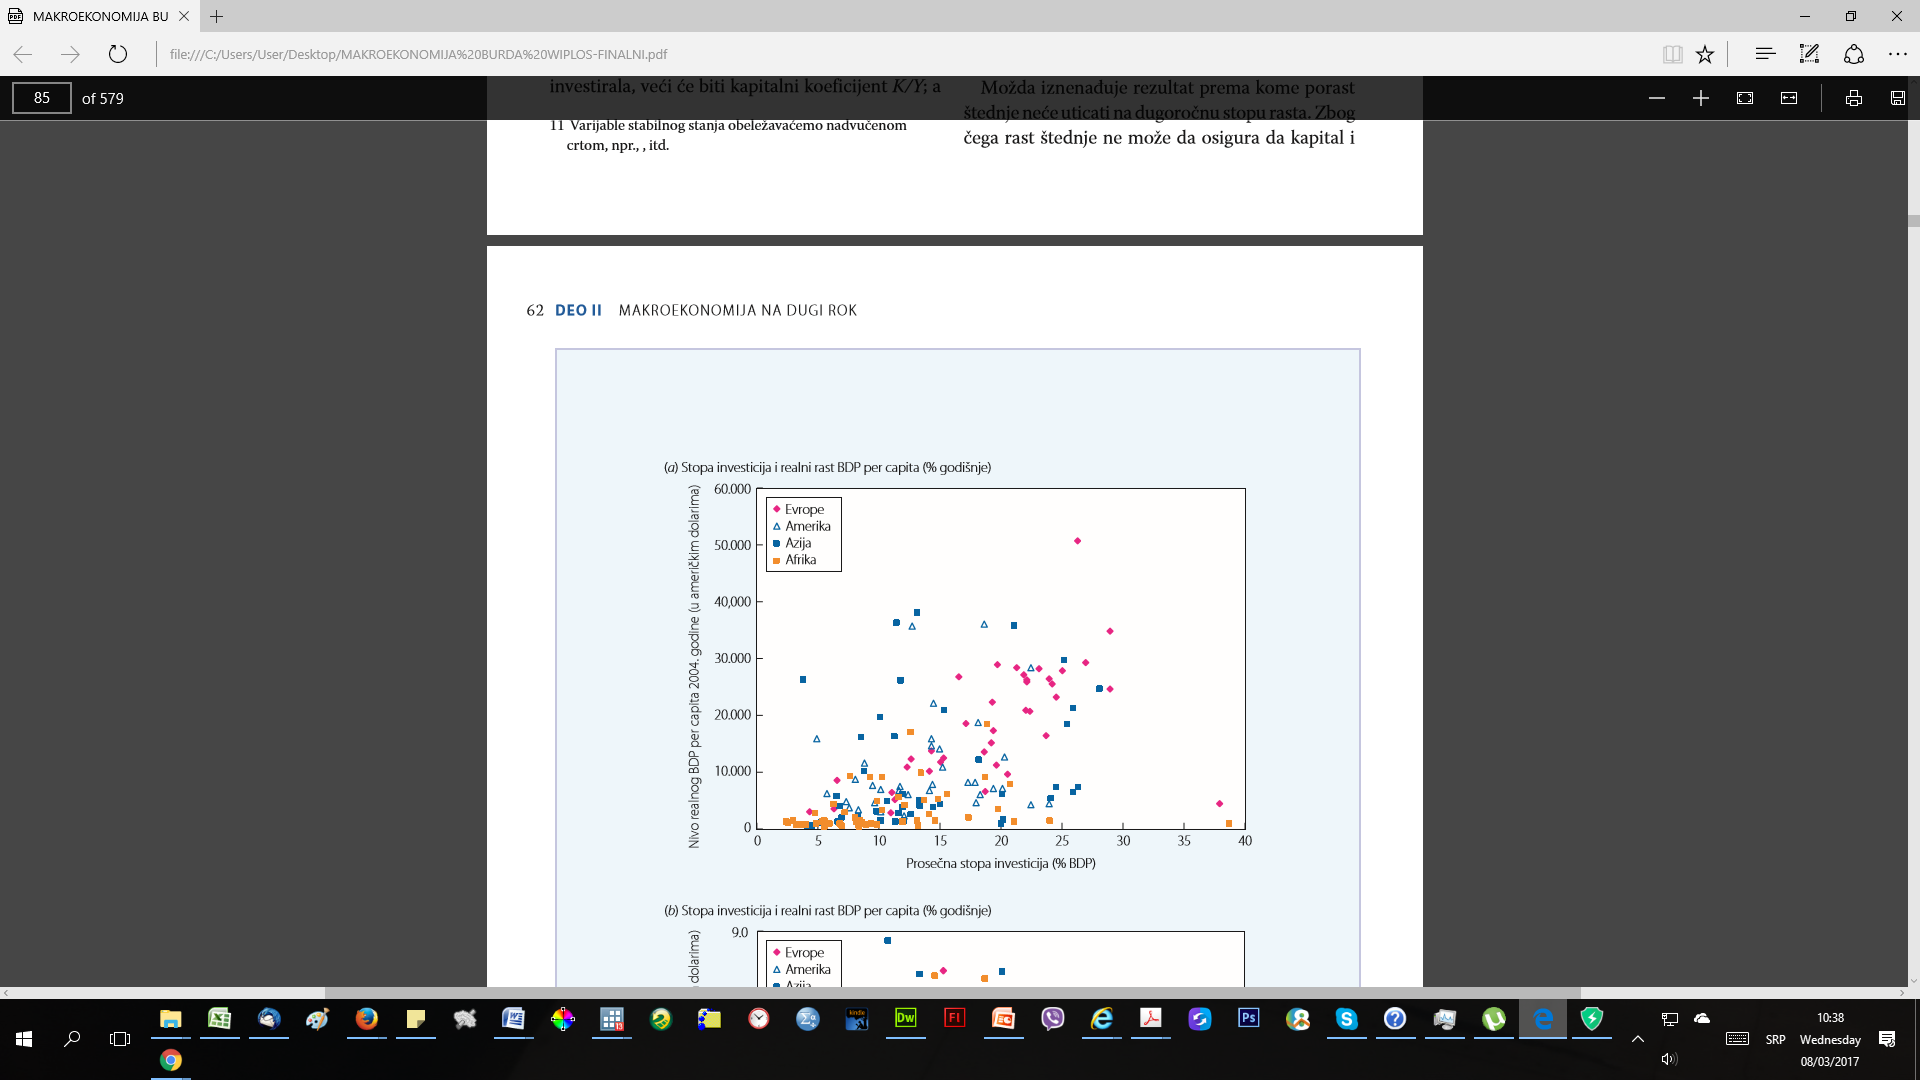 MAKROEKONOMIJA BU
file:///C:/Users/User/Desktop/MAKROEKONOMIJA%20BURDA%20WIPLOS-FINALNI.pdf
85 of 579
investirala, veći će biti kapitalni koeficijent K/Y; a
11 Varijable stabilnog stanja obeležavaćemo nadvučenom
crtom, npr., , itd.
Možda iznenaduje rezultat prema kome porast
štednje neće uticati na dugoročnu stopu rasta. Zbog
čega rast štednje ne može da osigura da kapital i
62 DEO II MAKROEKONOMIJA NA DUGI ROK
(a) Stopa investicija i realni rast BDP per capita (% godišnje)
Nivo realnog BDP per capita 2004. godine (u američkim dolarima)
60.000
50.000
40,000
30.000
20.000
10.000
0
Evrope
Amerika
Azija
Afrika
0 5 10 15 20 25 30 35 40
Prosečna stopa investicija (% BDP)
(b) Stopa investicija i realni rast BDP per capita (% godišnje)
9.0
dolarima)
Evrope
Amerika
Azija
10:38
SRP Wednesday
08/03/2017